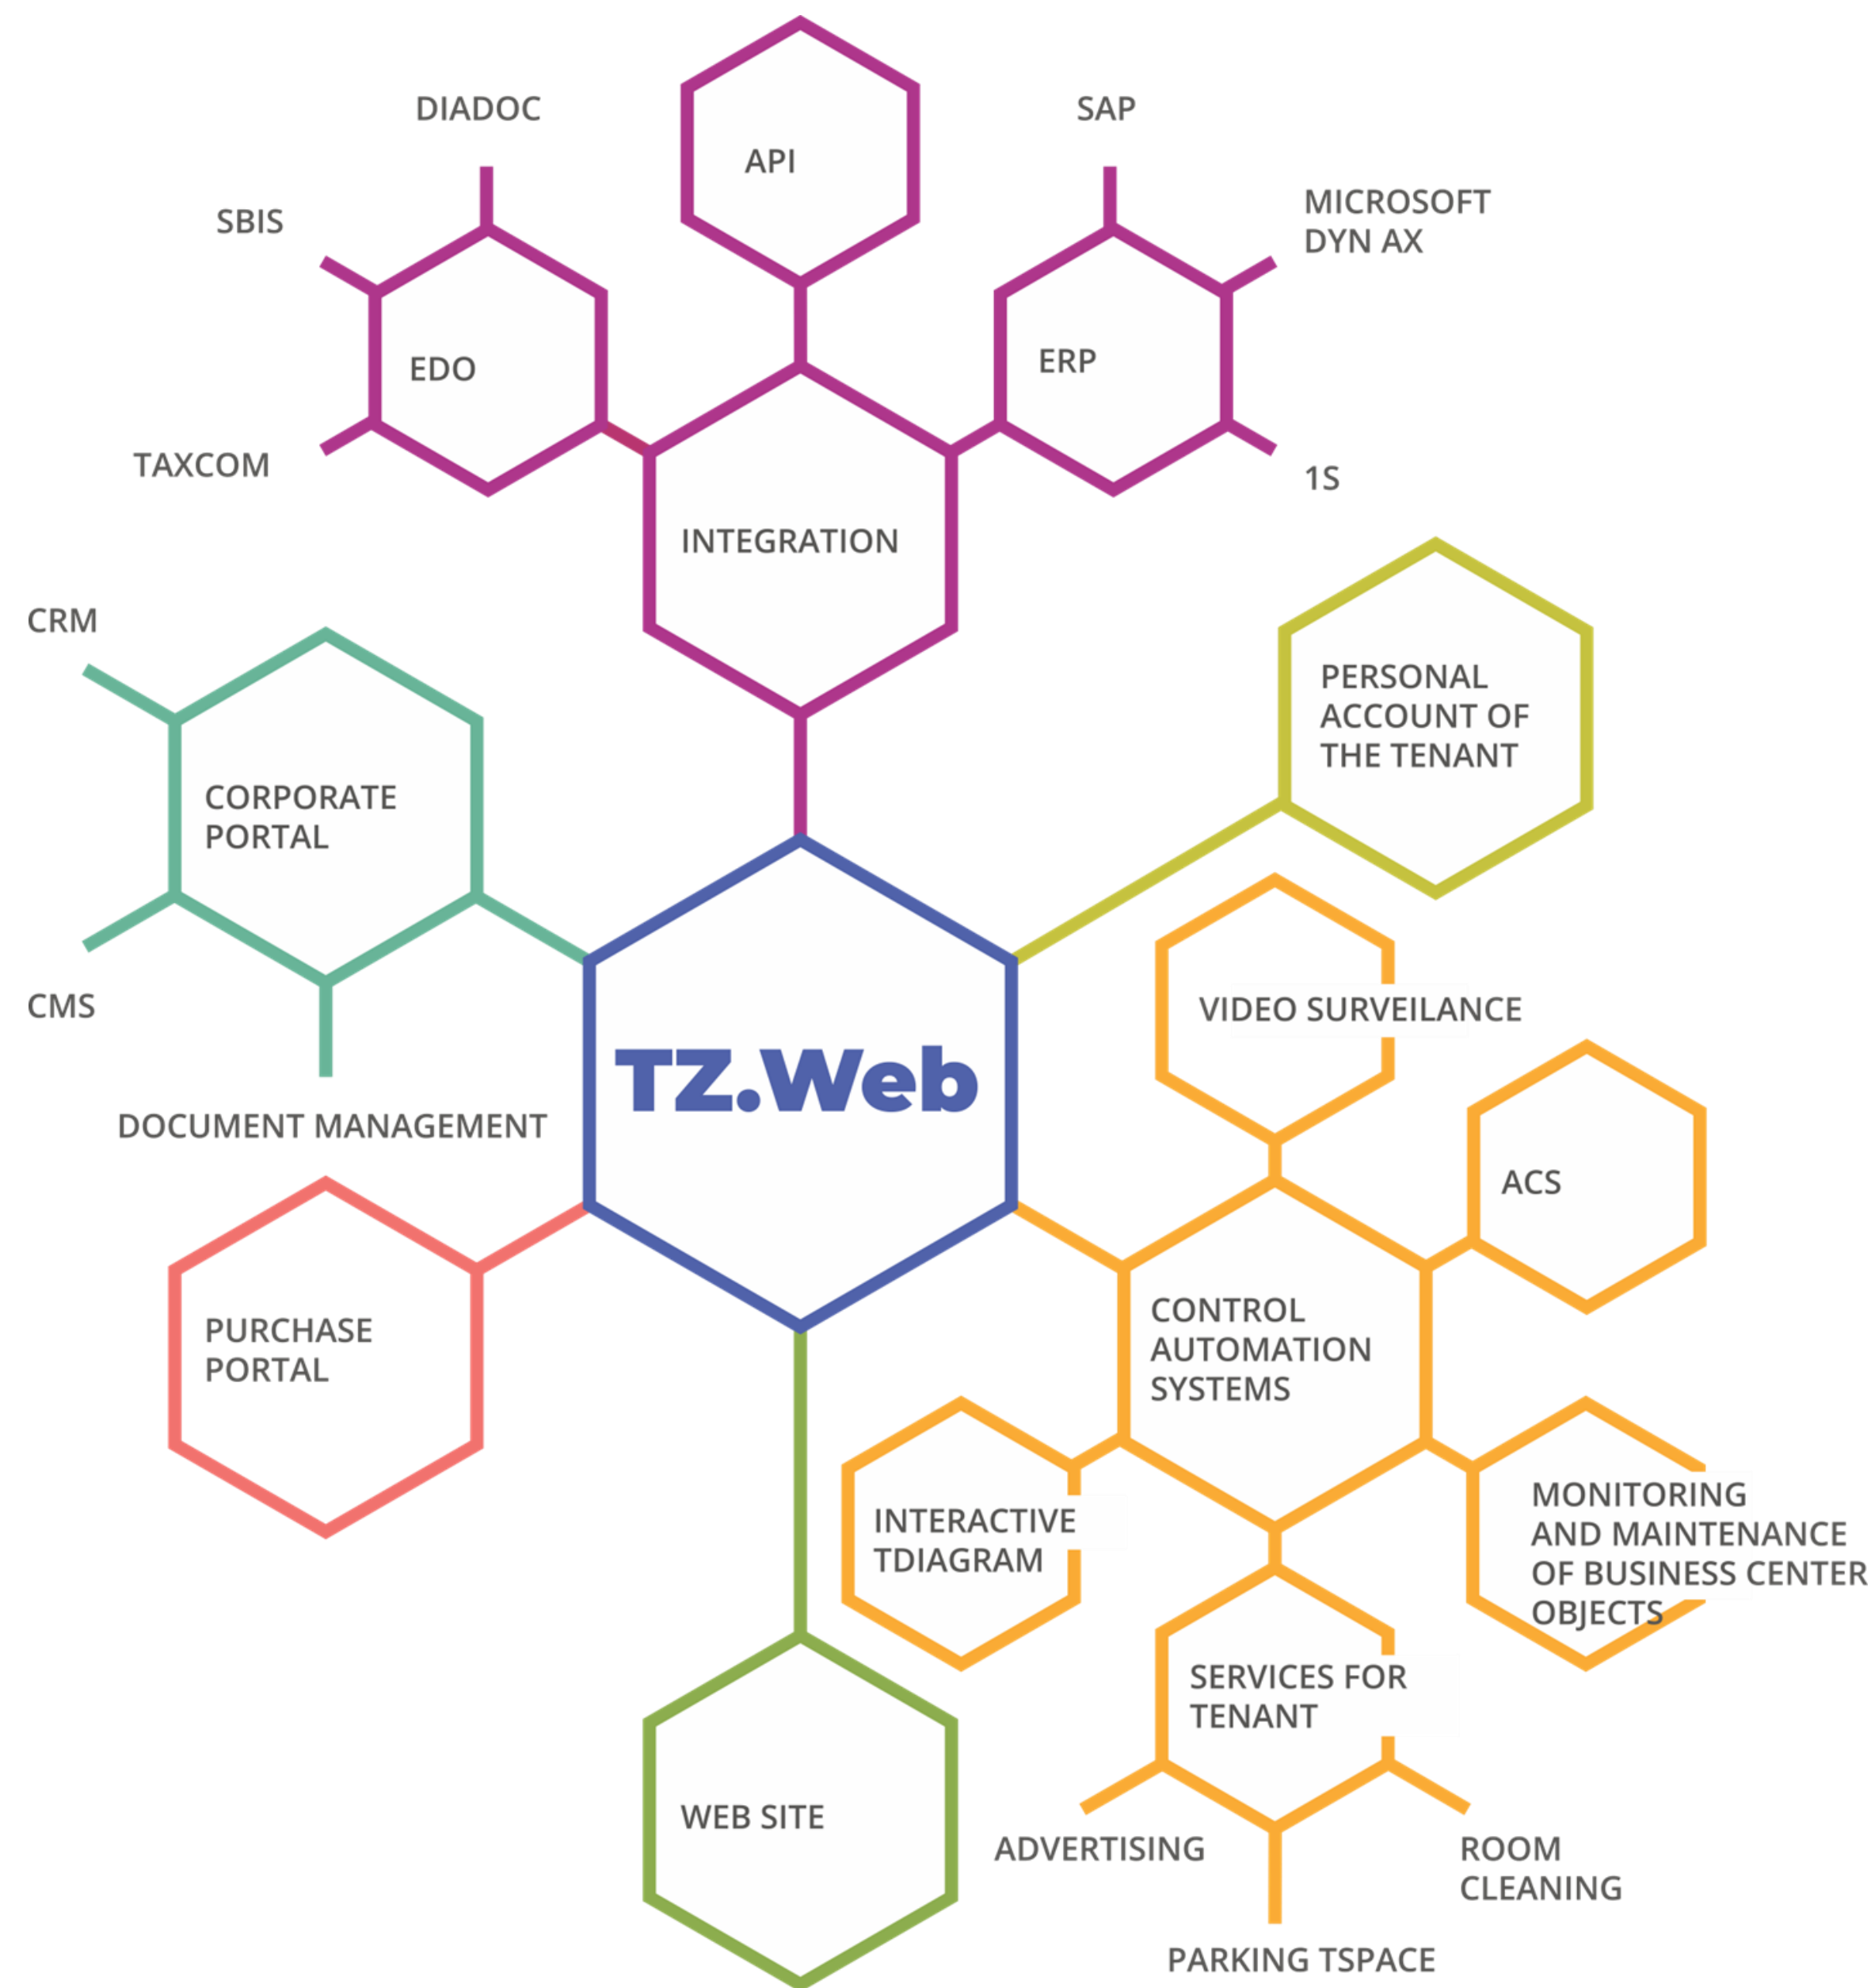 DIADOC
SAP
API
MICROSOFT
DYN AX
SBIS
EDO
ERP
TAXCOM
1S
INTEGRATION
CRM
PERSONAL
ACCOUNT OF
THE TENANT
CORPORATE
PORTAL
CMS
VIDEO SURVEILANCE
TZ.Web
DOCUMENT MANAGEMENT
ACS
PURCHASE
PORTAL
CONTROL
AUTOMATION
SYSTEMS
INTERACTIVE
TDIAGRAM
MONITORING
AND MAINTENANCE
OF BUSINESS CENTER
OBJECTS
SERVICES FOR
TENANT
WEB SITE
ADVERTISING
ROOM
CLEANING
PARKING TSPACE